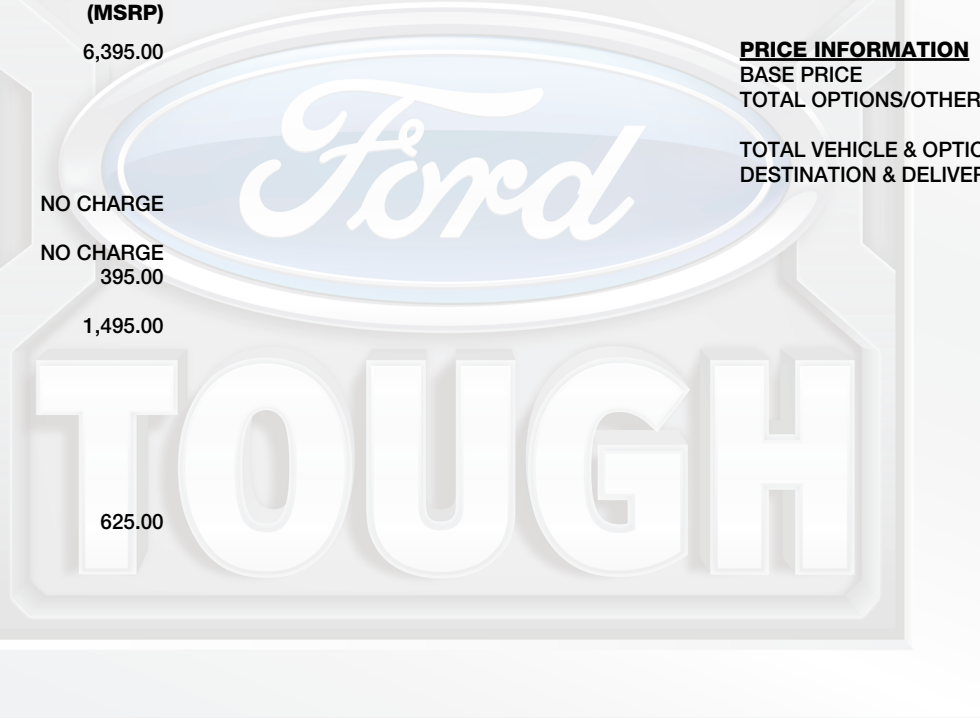 (MSRP)
6,395.00
NO CHARGE
NO CHARGE
395.00
1,495.00
625.00
PRICE INFORMATION
BASE PRICE
TOTAL OPTIONS/OTHER
TOTAL VEHICLE & OPTIO
DESTINATION & DELIVER
Ford
TOUGH